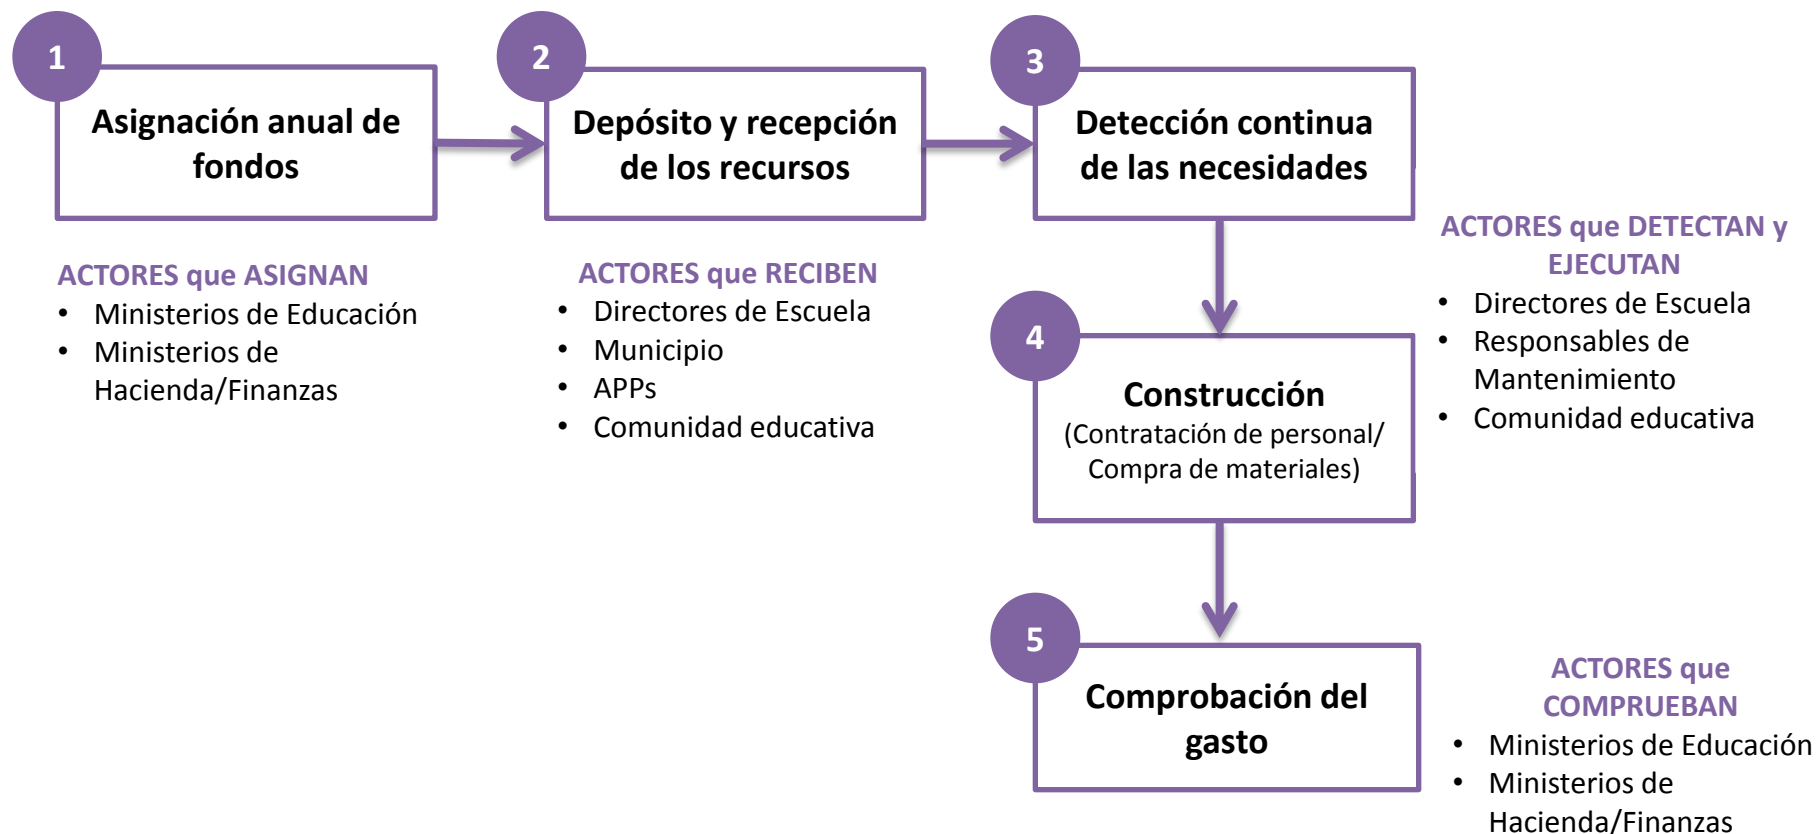 1
Asignación anual de
fondos
2
Depósito y recepción
de los recursos
3
Detección continua
de las necesidades
ACTORES que ASIGNAN
• Ministerios de Educación
• Ministerios de
Hacienda/Finanzas
ACTORES que RECIBEN
• Directores de Escuela
• Municipio
• APPs
• Comunidad educativa
ACTORES que DETECTAN y
EJECUTAN
• Directores de Escuela
• Responsables de
Mantenimiento
• Comunidad educativa
4
Construcción
(Contratación de personal/
Compra de materiales)
5
Comprobación del
gasto
ACTORES que
COMPRUEBAN
• Ministerios de Educación
• Ministerios de
Hacienda/Finanzas